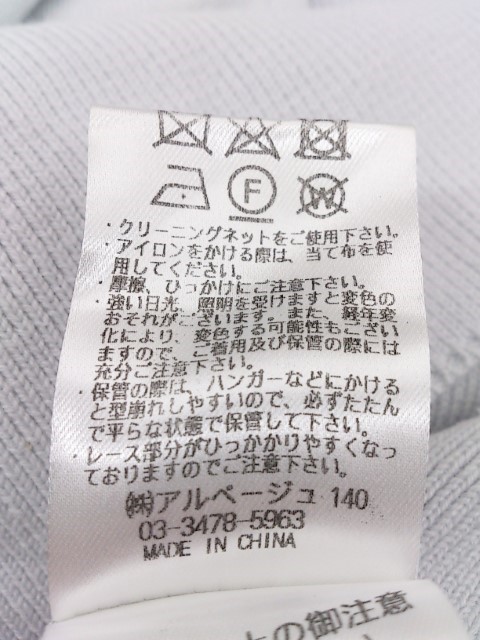 F
W
・クリーニングネットをご使用下さい。
・アイロンをかける際は、当て布を使
用してください。
・摩擦、ひっかけにご注意下さい。
・強い日光、照明を受けますと変色の
おそれがございます。また、経年変
化により、変色する可能性もござい
ますので、ご着用及び保管の際には
充分ご注意下さい。
・保管の際は、ハンガーなどにかける
と型崩れしやすいので、必ずたたん
で平らな状態で保管して下さい。
・レース部分がひっかかりやすくなっ
ておりますのでご注意下さい。
㈱アルページュ 140
03-3478-5963
MADE IN CHINA
との御注意